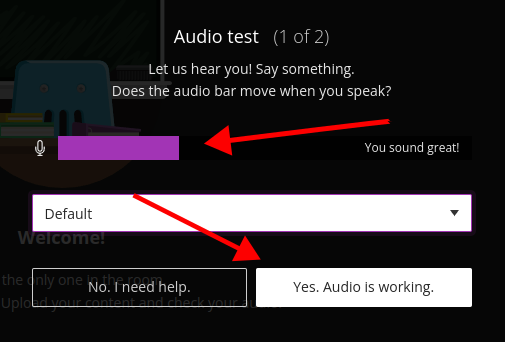 Audio test (1 of 2)
Let us hear you! Say something.
Does the audio bar move when you speak?
You sound great!
Default
Welcome!
the only one in the room
No. I need help.
Yes. Audio is working.
Upload your content and check your au